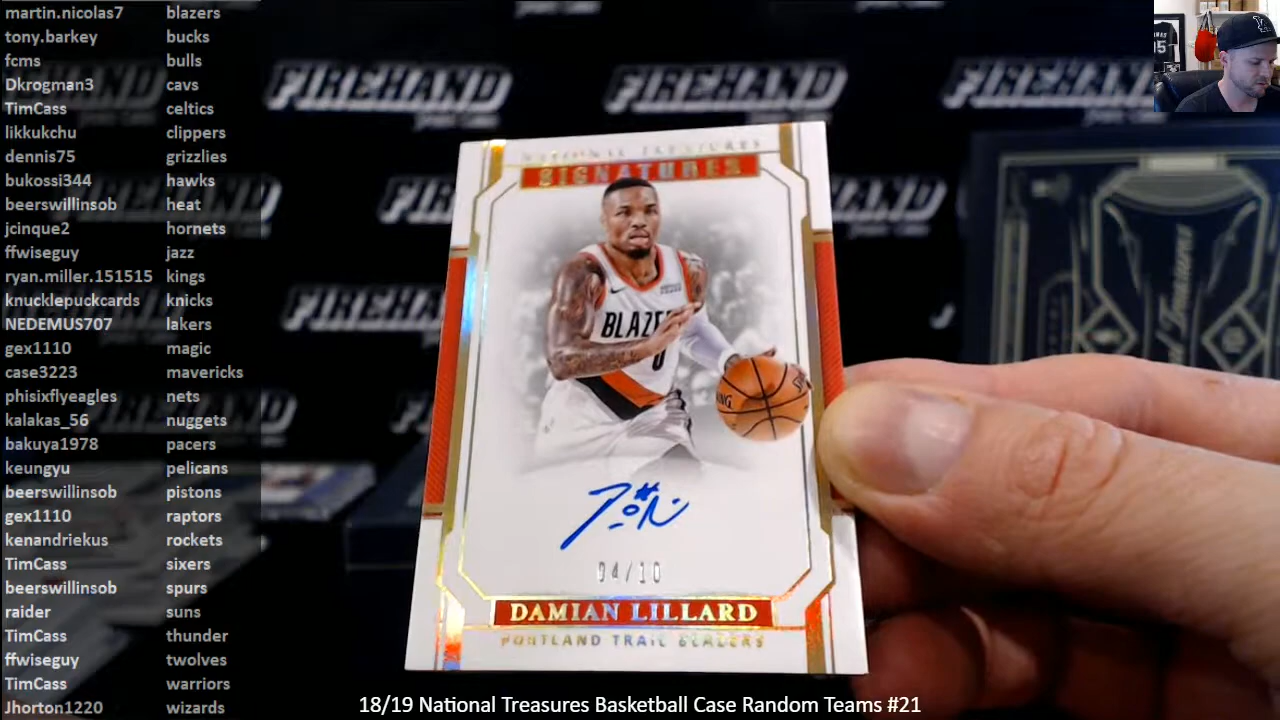 martin.nicolas7 blazers
tony.barkey bucks
fcms bulls
Dkrogman3 cavs
TimCass celtics
likkukchu clippers
dennis75 grizzlies
bukossi344 hawks
beerswillinsob heat
jcinque2 hornets
ffwiseguy jazz
ryan.miller.151515 kings
knucklepuckcards knicks
NEDEMUS707 lakers
gex1110 magic
case3223 mavericks
phisixflyeagles nets
kalakas_56 nuggets
bakuya1978 pacers
keungyu pelicans
beerswillinsob pistons
gex1110 raptors
kenandriekus rockets
TimCass sixers
beerswillinsob spurs
raider suns
TimCass thunder
ffwiseguy twolves
TimCass warriors
Jhorton1220 wizards
FIREHAND FIREHAND FIREHAND
NATIONAL TREASURES
SIGNATURES
BLAZE
0
04/10
DAMIAN LILLARD
PORTLAND TRAIL BLAZERS
FIREHAND
Treasures
18/19 National Treasures Basketball Case Random Teams #21